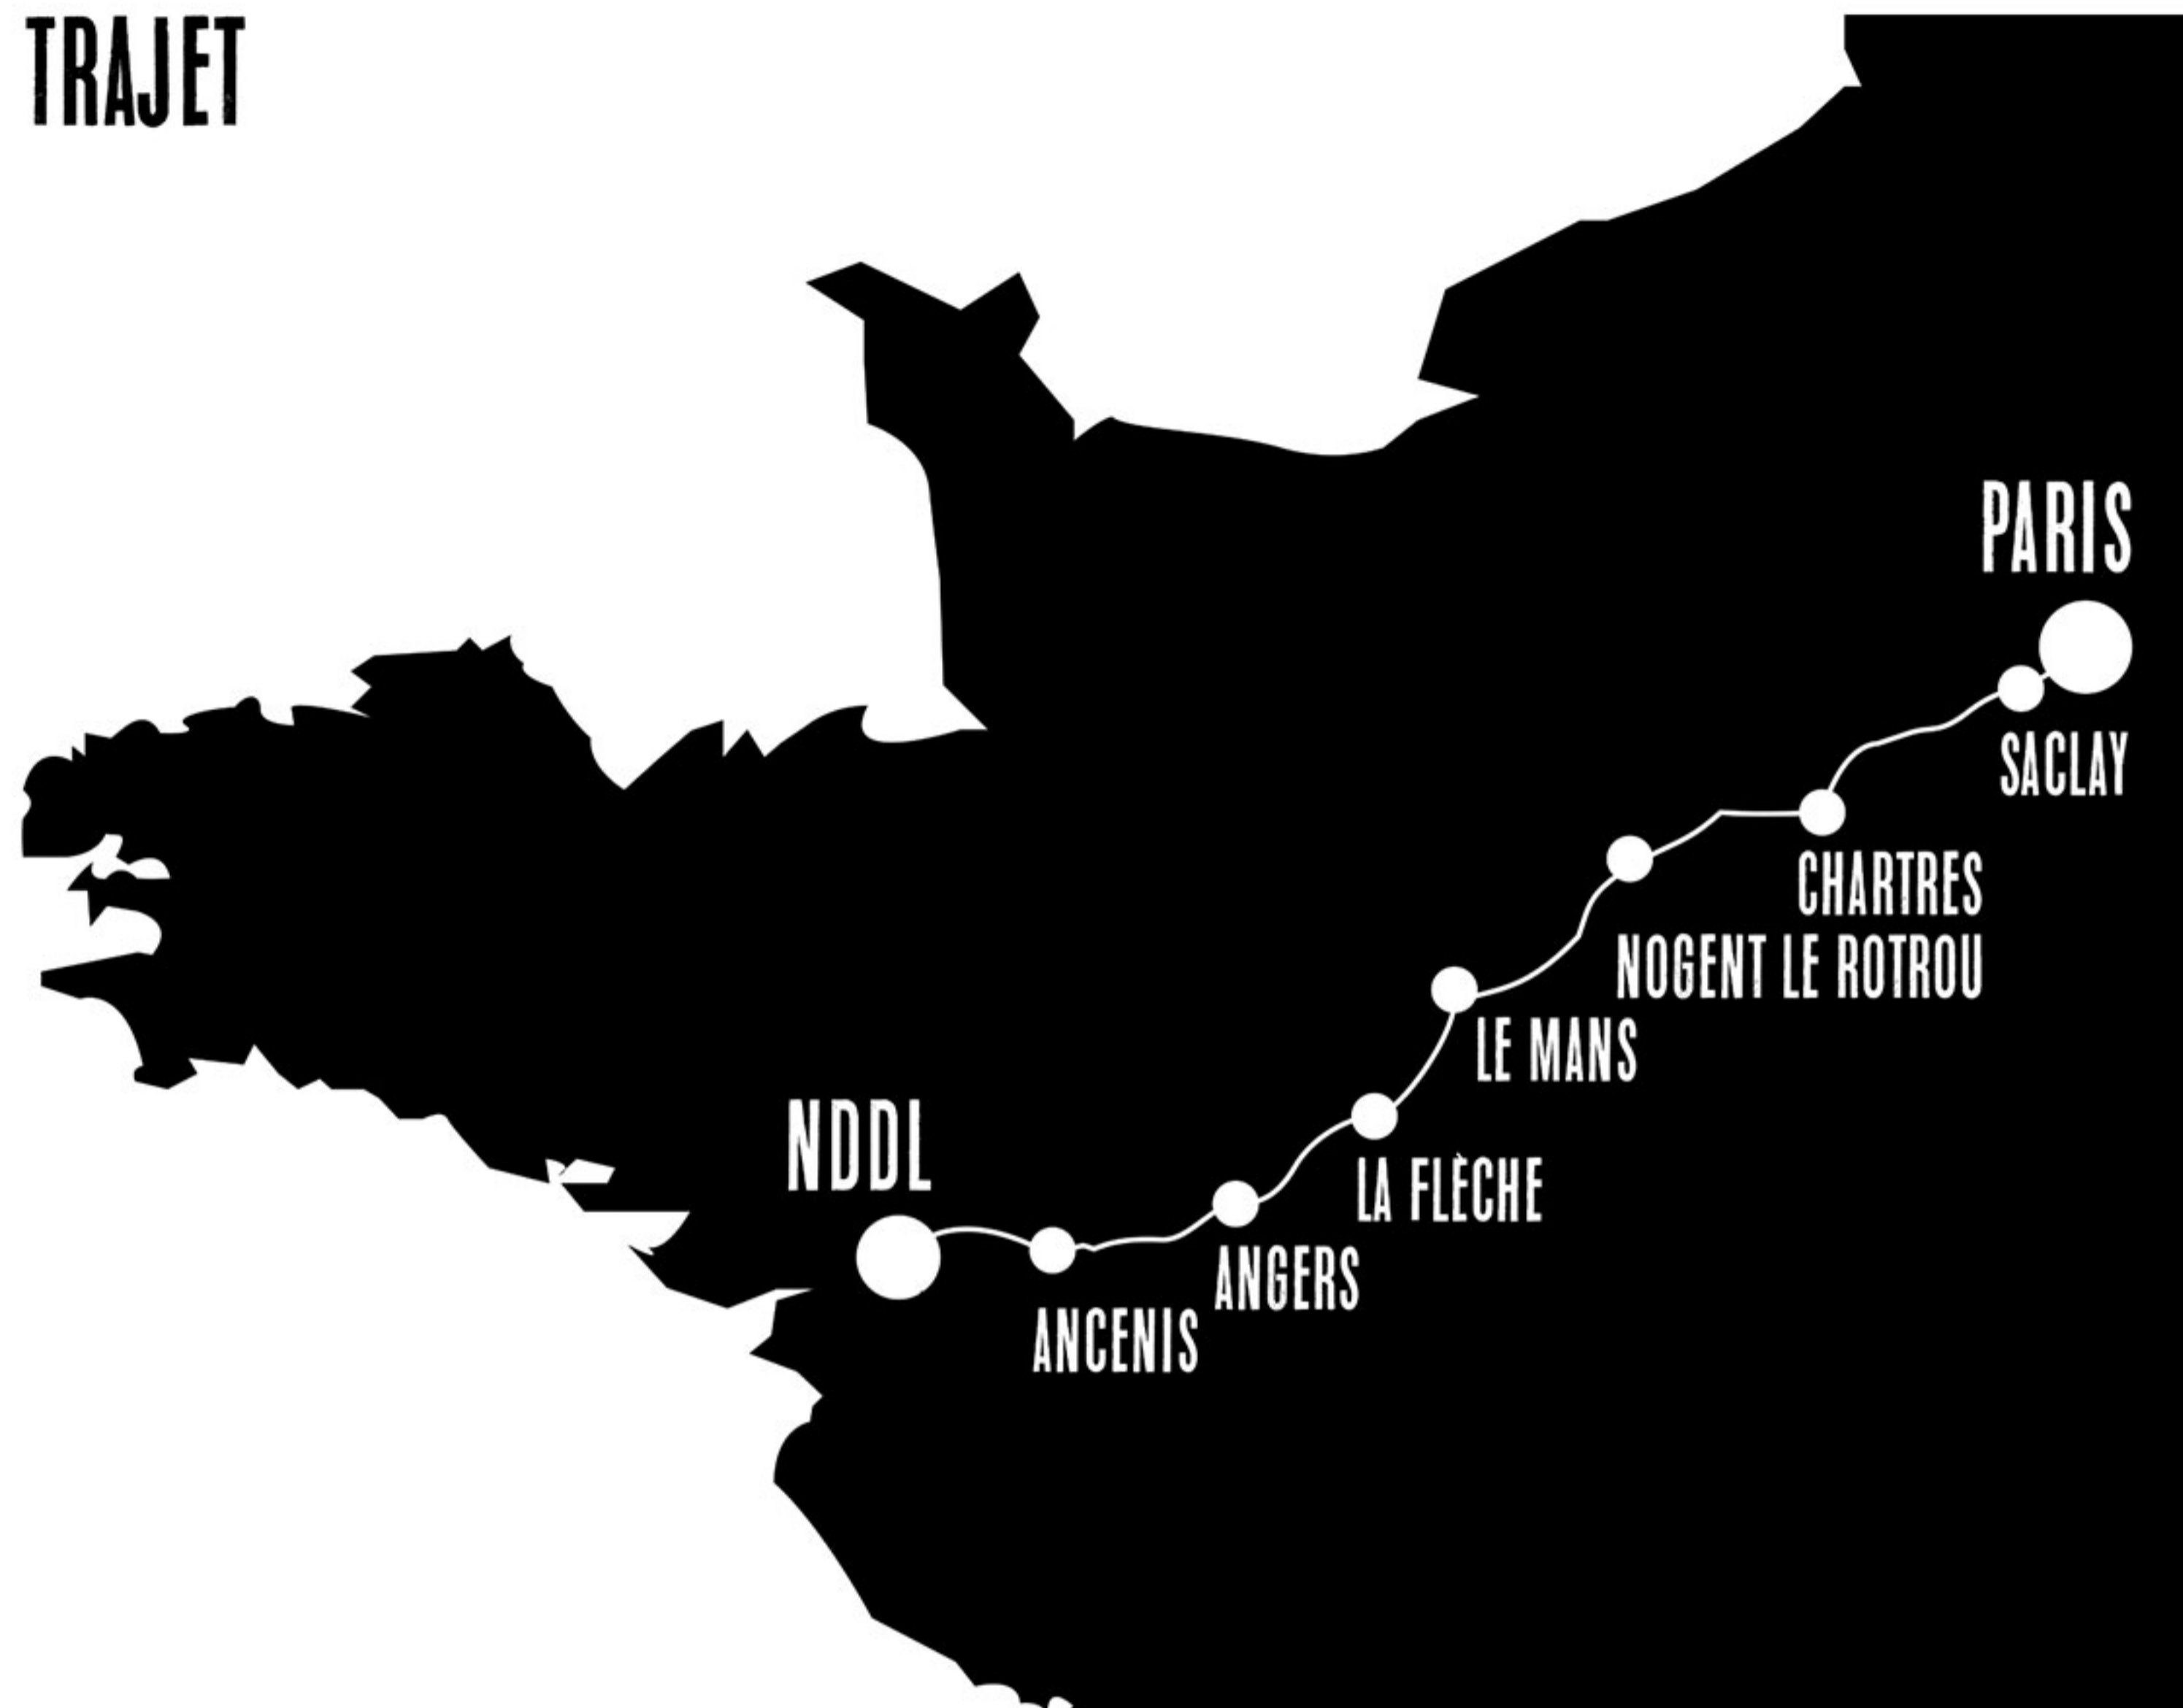 TRAJET
PARIS
SACLAY
CHARTRES
NOGENT LE ROTROU
LE MANS
NDDL
LA FLÈCHE
ANGERS
ANCENIS